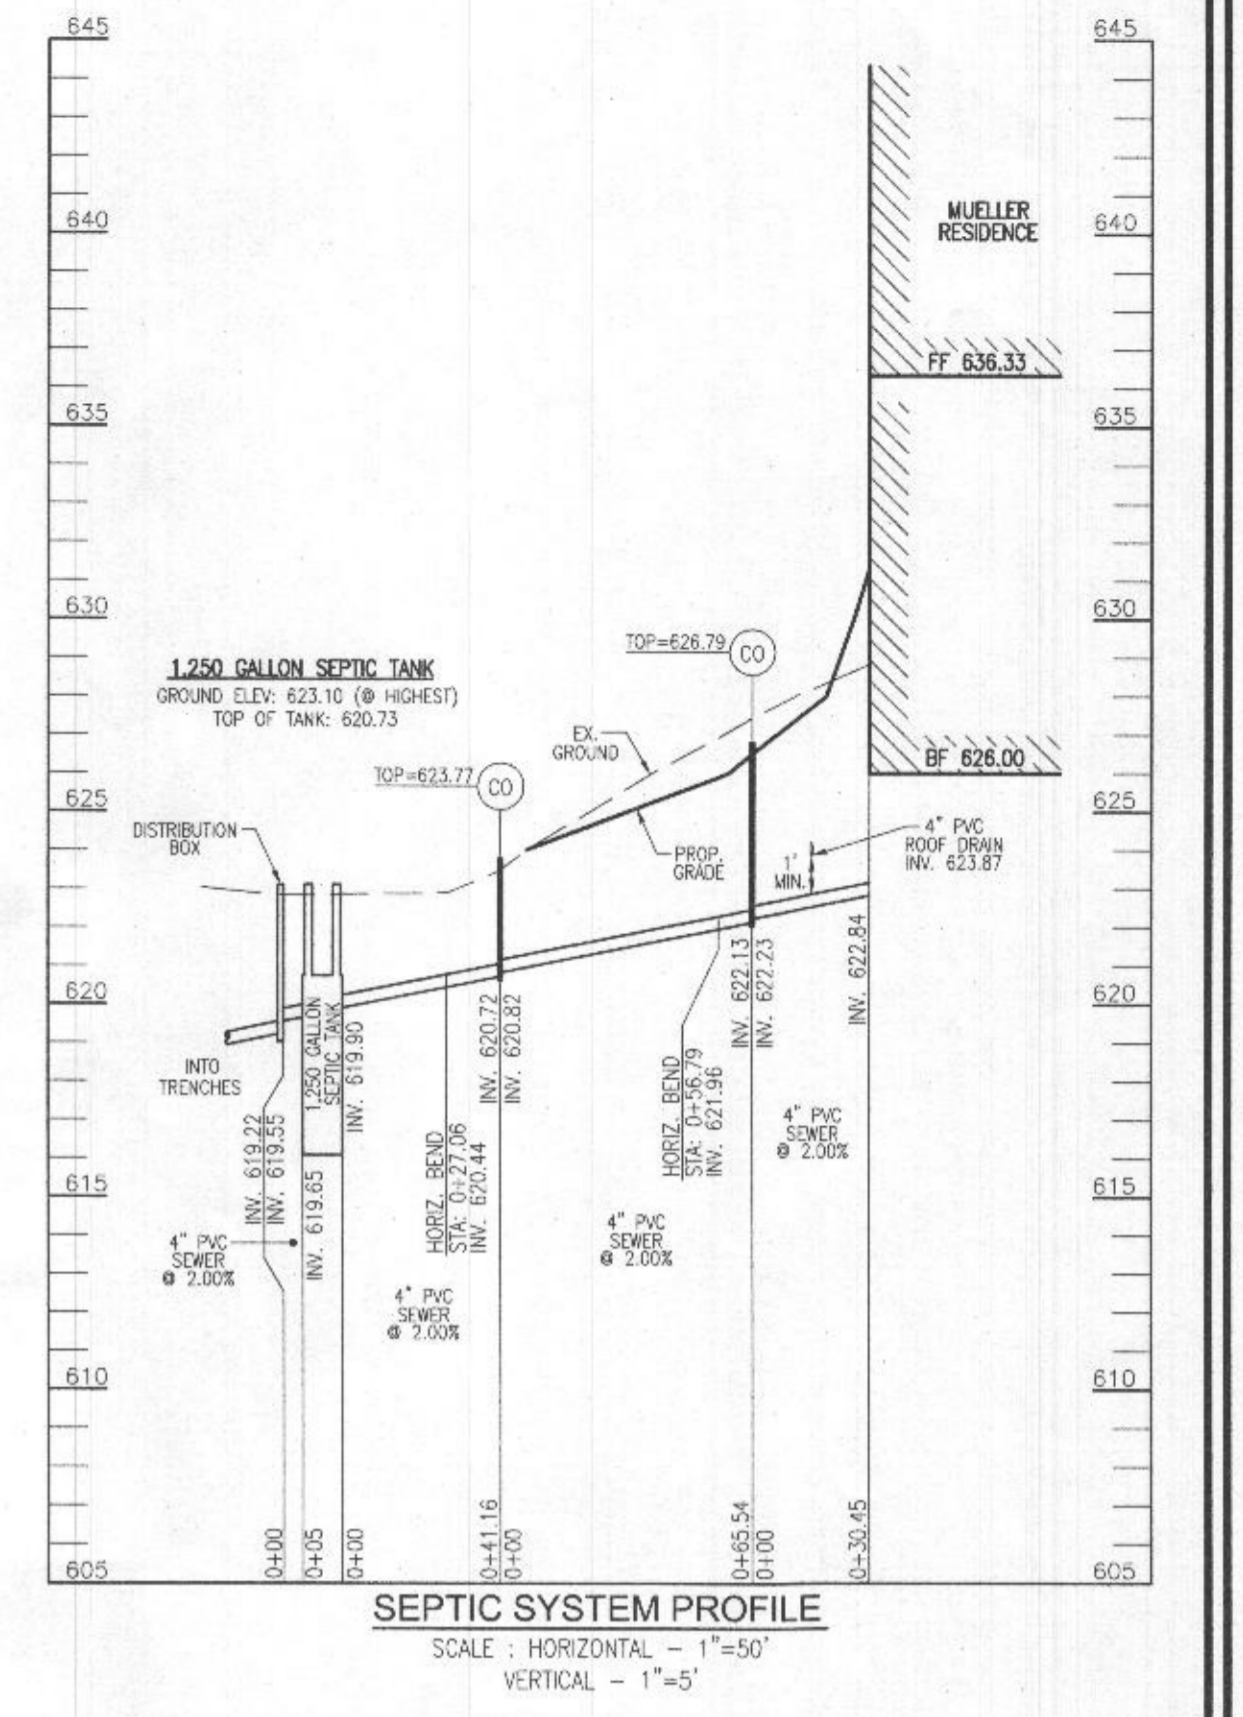 645
640
635
630
625
620
615
610
605
645
640
635
630
625
620
615
610
605
MUELLER
RESIDENCE
FF 636.33
BF 626.00
TOP=626.79
CO
1,250 GALLON SEPTIC TANK
GROUND ELEV: 623.10 (@ HIGHEST)
TOP OF TANK: 620.73
EX.
GROUND
TOP=623.77
CO
DISTRIBUTION
BOX
PROP.
GRADE
1'
MIN.
4" PVC
ROOF DRAIN
INV. 623.87
INTO
TRENCHES
1,250 GALLON
SEPTIC TANK
INV. 619.90
INV. 619.22
INV. 619.55
INV. 619.65
HORIZ. BEND
STA: 0+27.06
INV. 620.44
INV. 620.72
INV. 620.82
HORIZ. BEND
STA: 0+56.79
INV. 621.96
INV. 622.13
INV. 622.23
INV. 622.84
4" PVC
SEWER
@ 2.00%
4" PVC
SEWER
@ 2.00%
4" PVC
SEWER
@ 2.00%
4" PVC
SEWER
@ 2.00%
0+00
0+05
0+00
0+41.16
0+00
0+65.54
0+00
0+30.45
SEPTIC SYSTEM PROFILE
SCALE : HORIZONTAL - 1"=50'
VERTICAL - 1"=5'